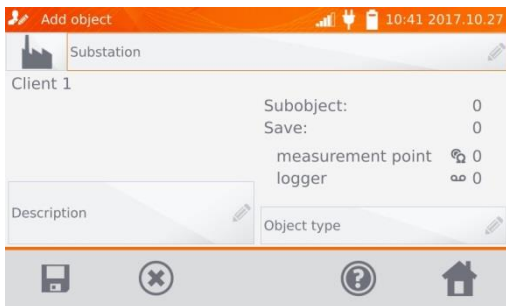 Add object
10:41 2017.10.27
Substation
Client 1
Subobject: 0
Save: 0
measurement point 0
logger 0
Description
Object type
?